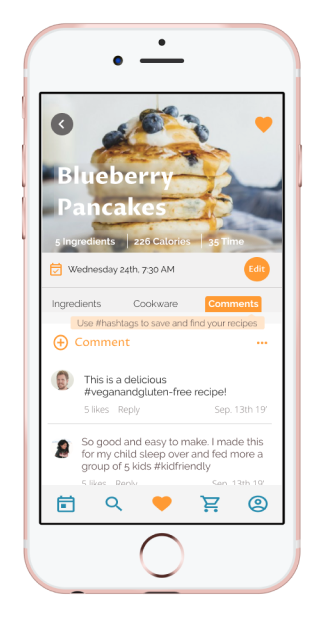 Blueberry
Pancakes
5 Ingredients 226 Calories 35 Time
Wednesday 24th, 7:30 AM Edit
Ingredients Cookware Comments
Use #hashtags to save and find your recipes
Comment
This is a delicious
#veganandgluten-free recipe!
5 likes Reply Sep. 13th 19'
So good and easy to make. I made this
for my child sleep over and fed more a
group of 5 kids #kidfriendly
5 likes Reply Sep. 13th 19'